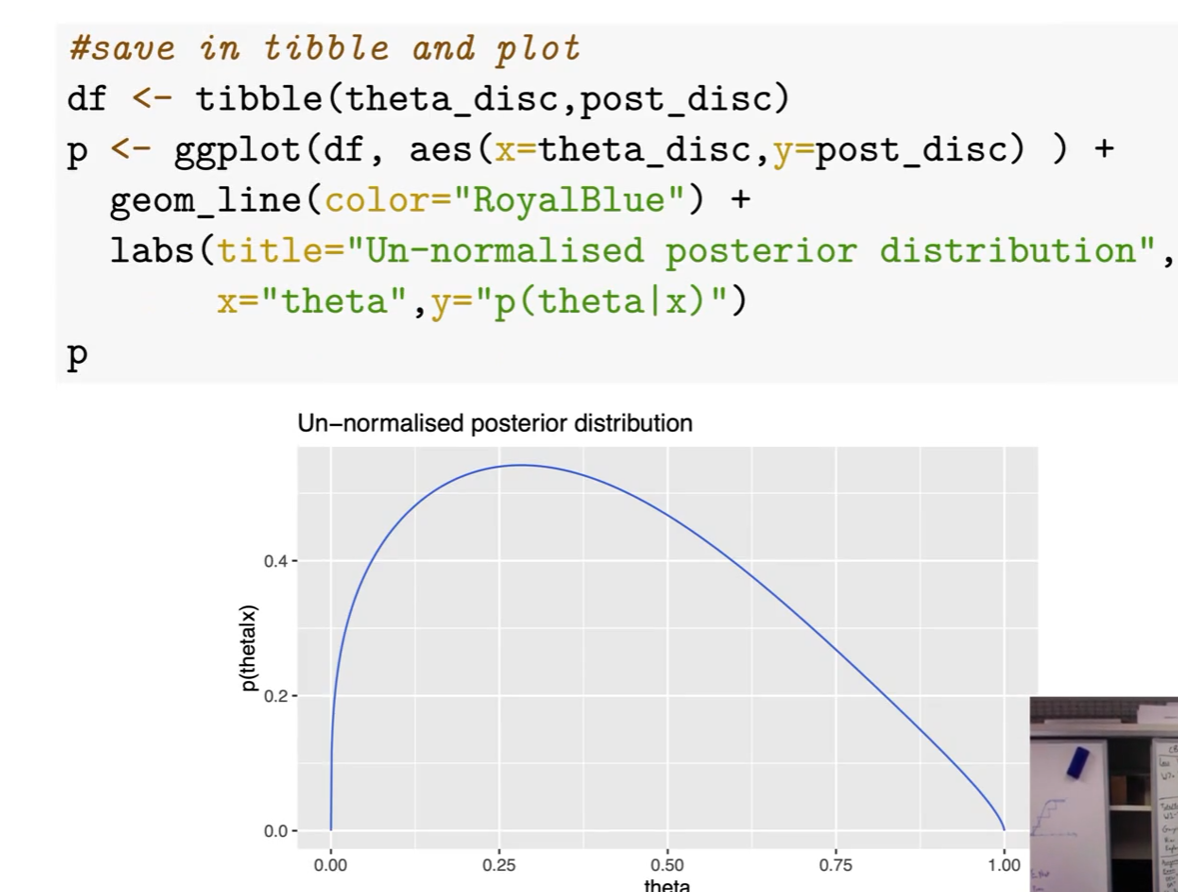 #save in tibble and plot
df <- tibble(theta_disc,post_disc)
p <- ggplot(df, aes(x=theta_disc,y=post_disc) ) +
geom_line(color="RoyalBlue") +
labs(title="Un-normalised posterior distribution",
x="theta",y="p(theta|x)")
p
Un−normalised posterior distribution
p(theta|x)
0.4
0.2
0.0
0.00 0.25 0.50 0.75 1.00
theta